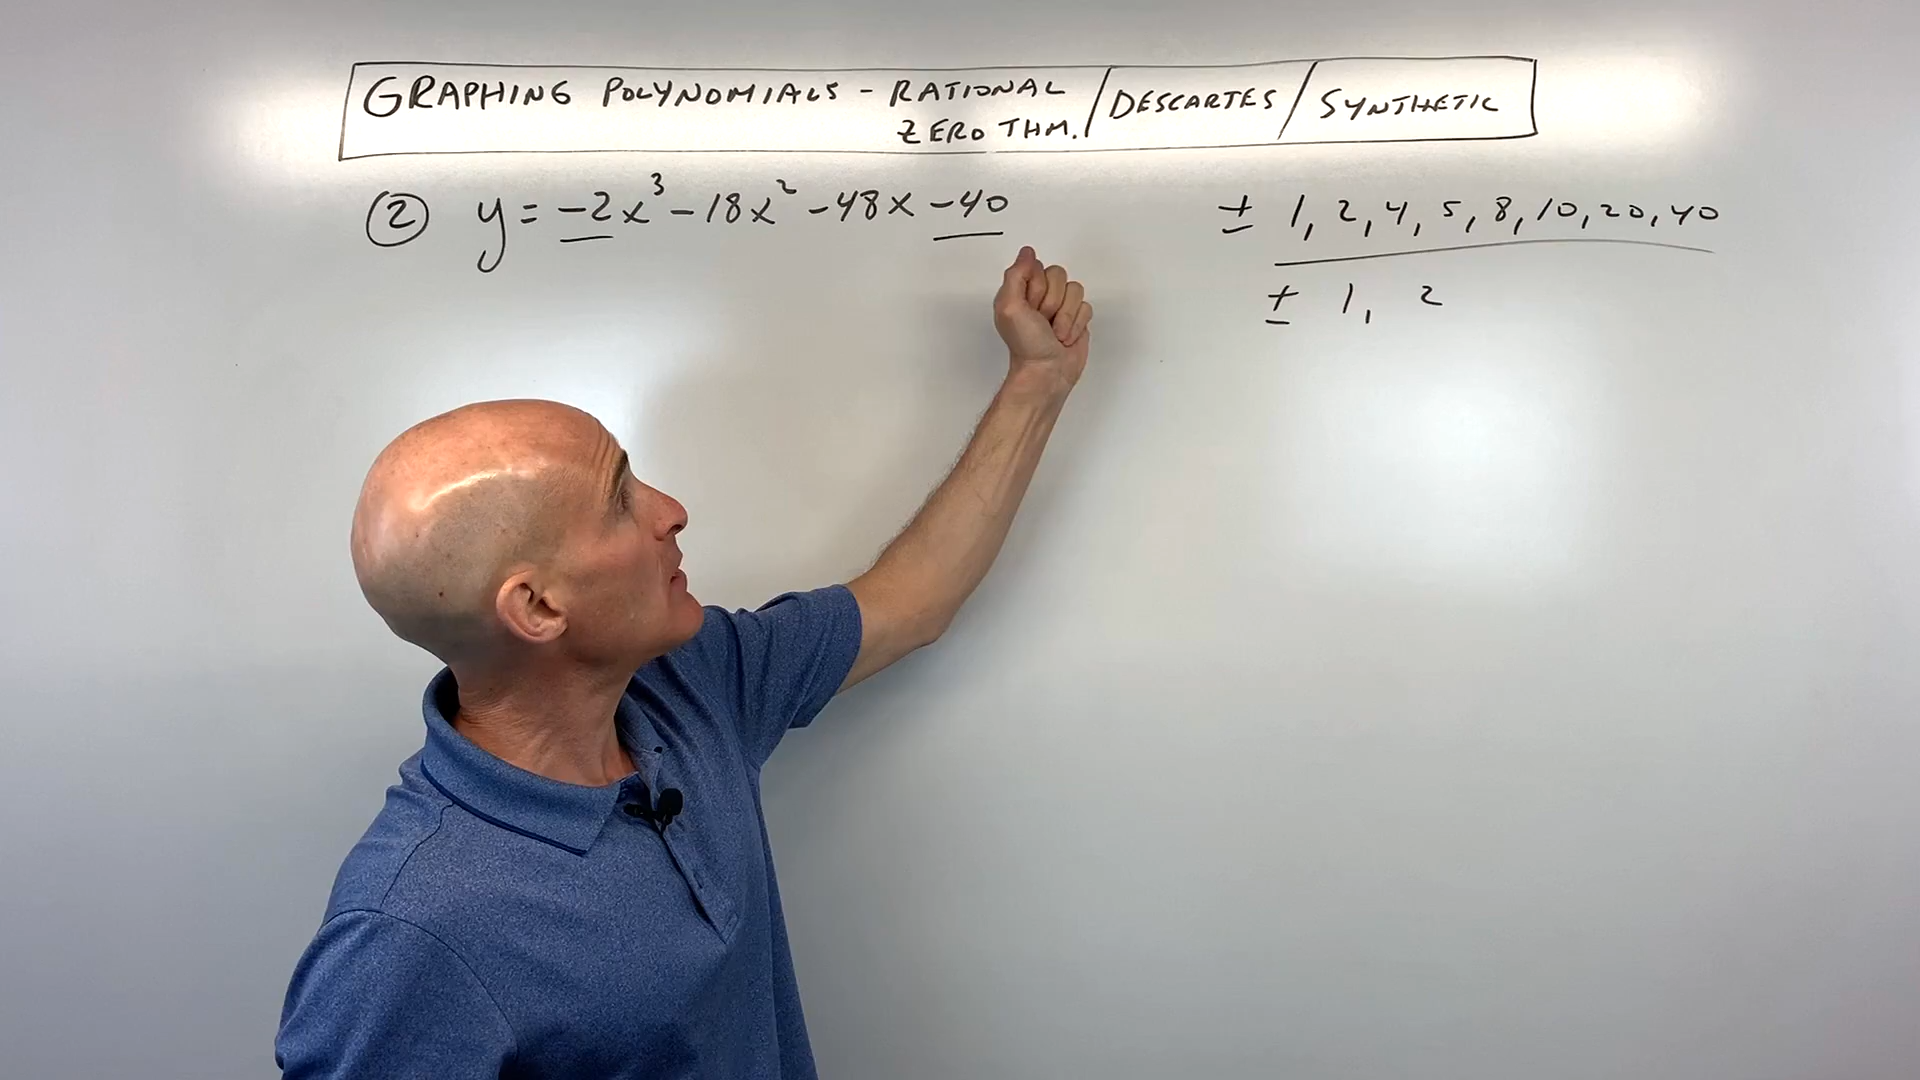 GRAPHING POLYNOMIALS - RATIONAL ZERO THM. / DESCARTES / SYNTHETIC
② y = -2x³ - 18x² - 48x - 40
± 1, 2, 4, 5, 8, 10, 20, 40
± 1, 2